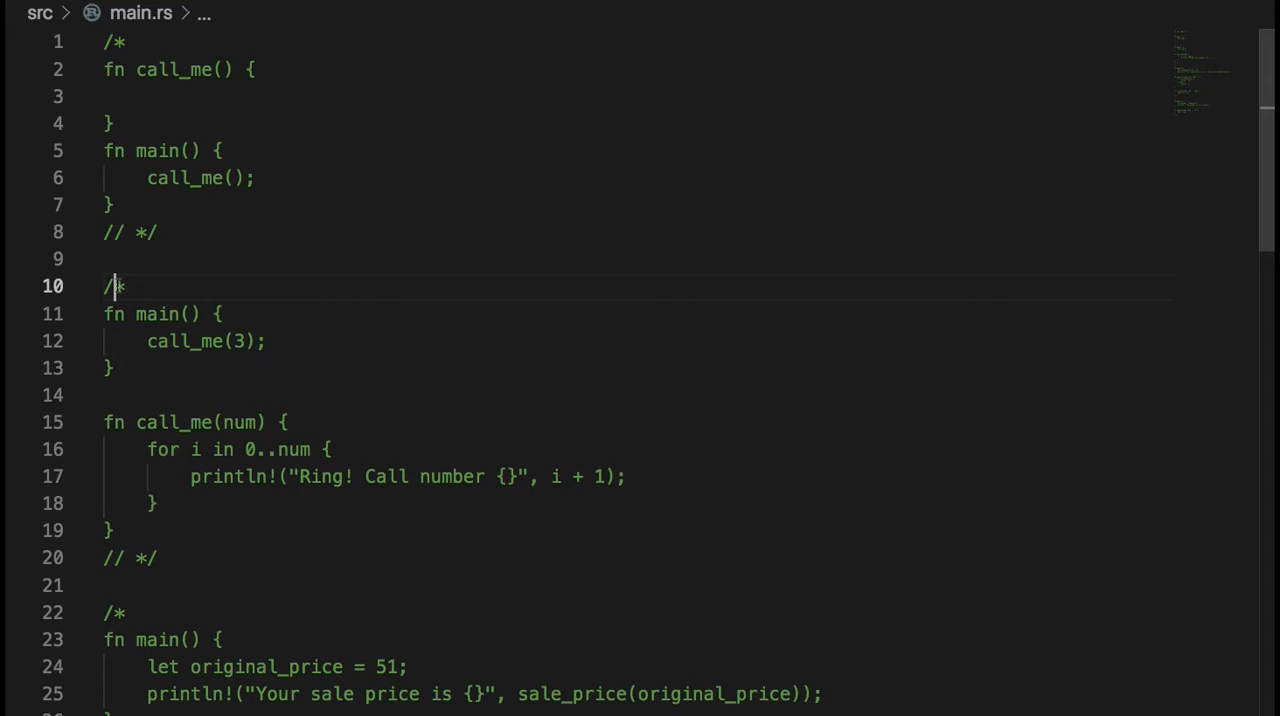 src > main.rs > ...
1 /*
2 fn call_me() {
3
4 }
5 fn main() {
6     call_me();
7 }
8 // */
9
10 /*
11 fn main() {
12     call_me(3);
13 }
14
15 fn call_me(num) {
16     for i in 0..num {
17         println!("Ring! Call number {}", i + 1);
18     }
19 }
20 // */
21
22 /*
23 fn main() {
24     let original_price = 51;
25     println!("Your sale price is {}", sale_price(original_price));